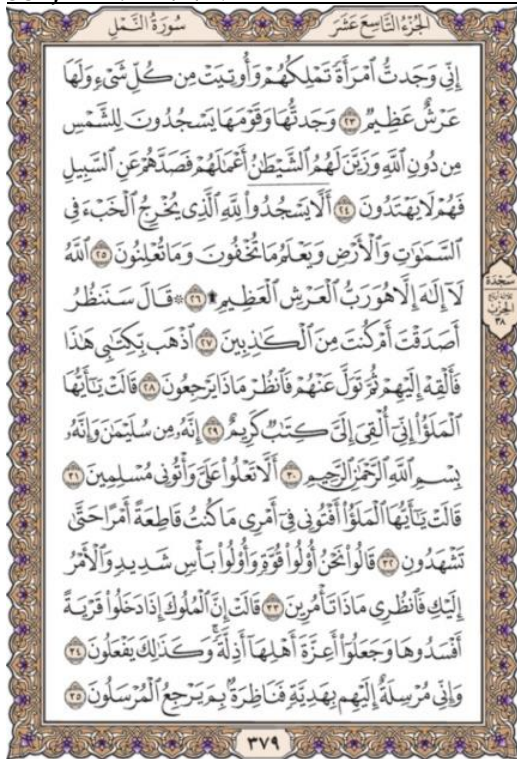 الجزء التاسع عشر
سورة النمل
إِنِّى وَجَدتُّ ٱمْرَأَةً تَمْلِكُهُمْ وَأُوتِيَتْ مِن كُلِّ شَىْءٍ وَلَهَا
عَرْشٌ عَظِيمٌ ٢٣ وَجَدتُّهَا وَقَوْمَهَا يَسْجُدُونَ لِلشَّمْسِ
مِن دُونِ ٱللَّهِ وَزَيَّنَ لَهُمُ ٱلشَّيْطَٰنُ أَعْمَٰلَهُمْ فَصَدَّهُمْ عَنِ ٱلسَّبِيلِ
فَهُمْ لَا يَهْتَدُونَ ٢٤ أَلَّا يَسْجُدُوا۟ لِلَّهِ ٱلَّذِى يُخْرِجُ ٱلْخَبْءَ فِى
ٱلسَّمَٰوَٰتِ وَٱلْأَرْضِ وَيَعْلَمُ مَا تُخْفُونَ وَمَا تُعْلِنُونَ ٢٥ ٱللَّهُ
لَآ إِلَٰهَ إِلَّا هُوَ رَبُّ ٱلْعَرْشِ ٱلْعَظِيمِ ۩ ٢٦ ۞ قَالَ سَنَنظُرُ
أَصَدَقْتَ أَمْ كُنتَ مِنَ ٱلْكَٰذِبِينَ ٢٧ ٱذْهَب بِّكِتَٰبِى هَٰذَا
فَأَلْقِهْ إِلَيْهِمْ ثُمَّ تَوَلَّ عَنْهُمْ فَٱنظُرْ مَاذَا يَرْجِعُونَ ٢٨ قَالَتْ يَٰٓأَيُّهَا
ٱلْمَلَؤُا۟ إِنِّىٓ أُلْقِىَ إِلَىَّ كِتَٰبٌ كَرِيمٌ ٢٩ إِنَّهُۥ مِن سُلَيْمَٰنَ وَإِنَّهُۥ
بِسْمِ ٱللَّهِ ٱلرَّحْمَٰنِ ٱلرَّحِيمِ ٣٠ أَلَّا تَعْلُوا۟ عَلَىَّ وَأْتُونِى مُسْلِمِينَ ٣١
قَالَتْ يَٰٓأَيُّهَا ٱلْمَلَؤُا۟ أَفْتُونِى فِىٓ أَمْرِى مَا كُنتُ قَاطِعَةً أَمْرًا حَتَّىٰ
تَشْهَدُونِ ٣٢ قَالُوا۟ نَحْنُ أُو۟لُوا۟ قُوَّةٍ وَأُو۟لُوا۟ بَأْسٍ شَدِيدٍ وَٱلْأَمْرُ
إِلَيْكِ فَٱنظُرِى مَاذَا تَأْمُرِينَ ٣٣ قَالَتْ إِنَّ ٱلْمُلُوكَ إِذَا دَخَلُوا۟ قَرْيَةً
أَفْسَدُوهَا وَجَعَلُوٓا۟ أَعِزَّةَ أَهْلِهَآ أَذِلَّةً ۖ وَكَذَٰلِكَ يَفْعَلُونَ ٣٤
وَإِنِّى مُرْسِلَةٌ إِلَيْهِم بِهَدِيَّةٍ فَنَاظِرَةٌۢ بِمَ يَرْجِعُ ٱلْمُرْسَلُونَ ٣٥
سجدة
الحزب
٣٨
٣٧٩